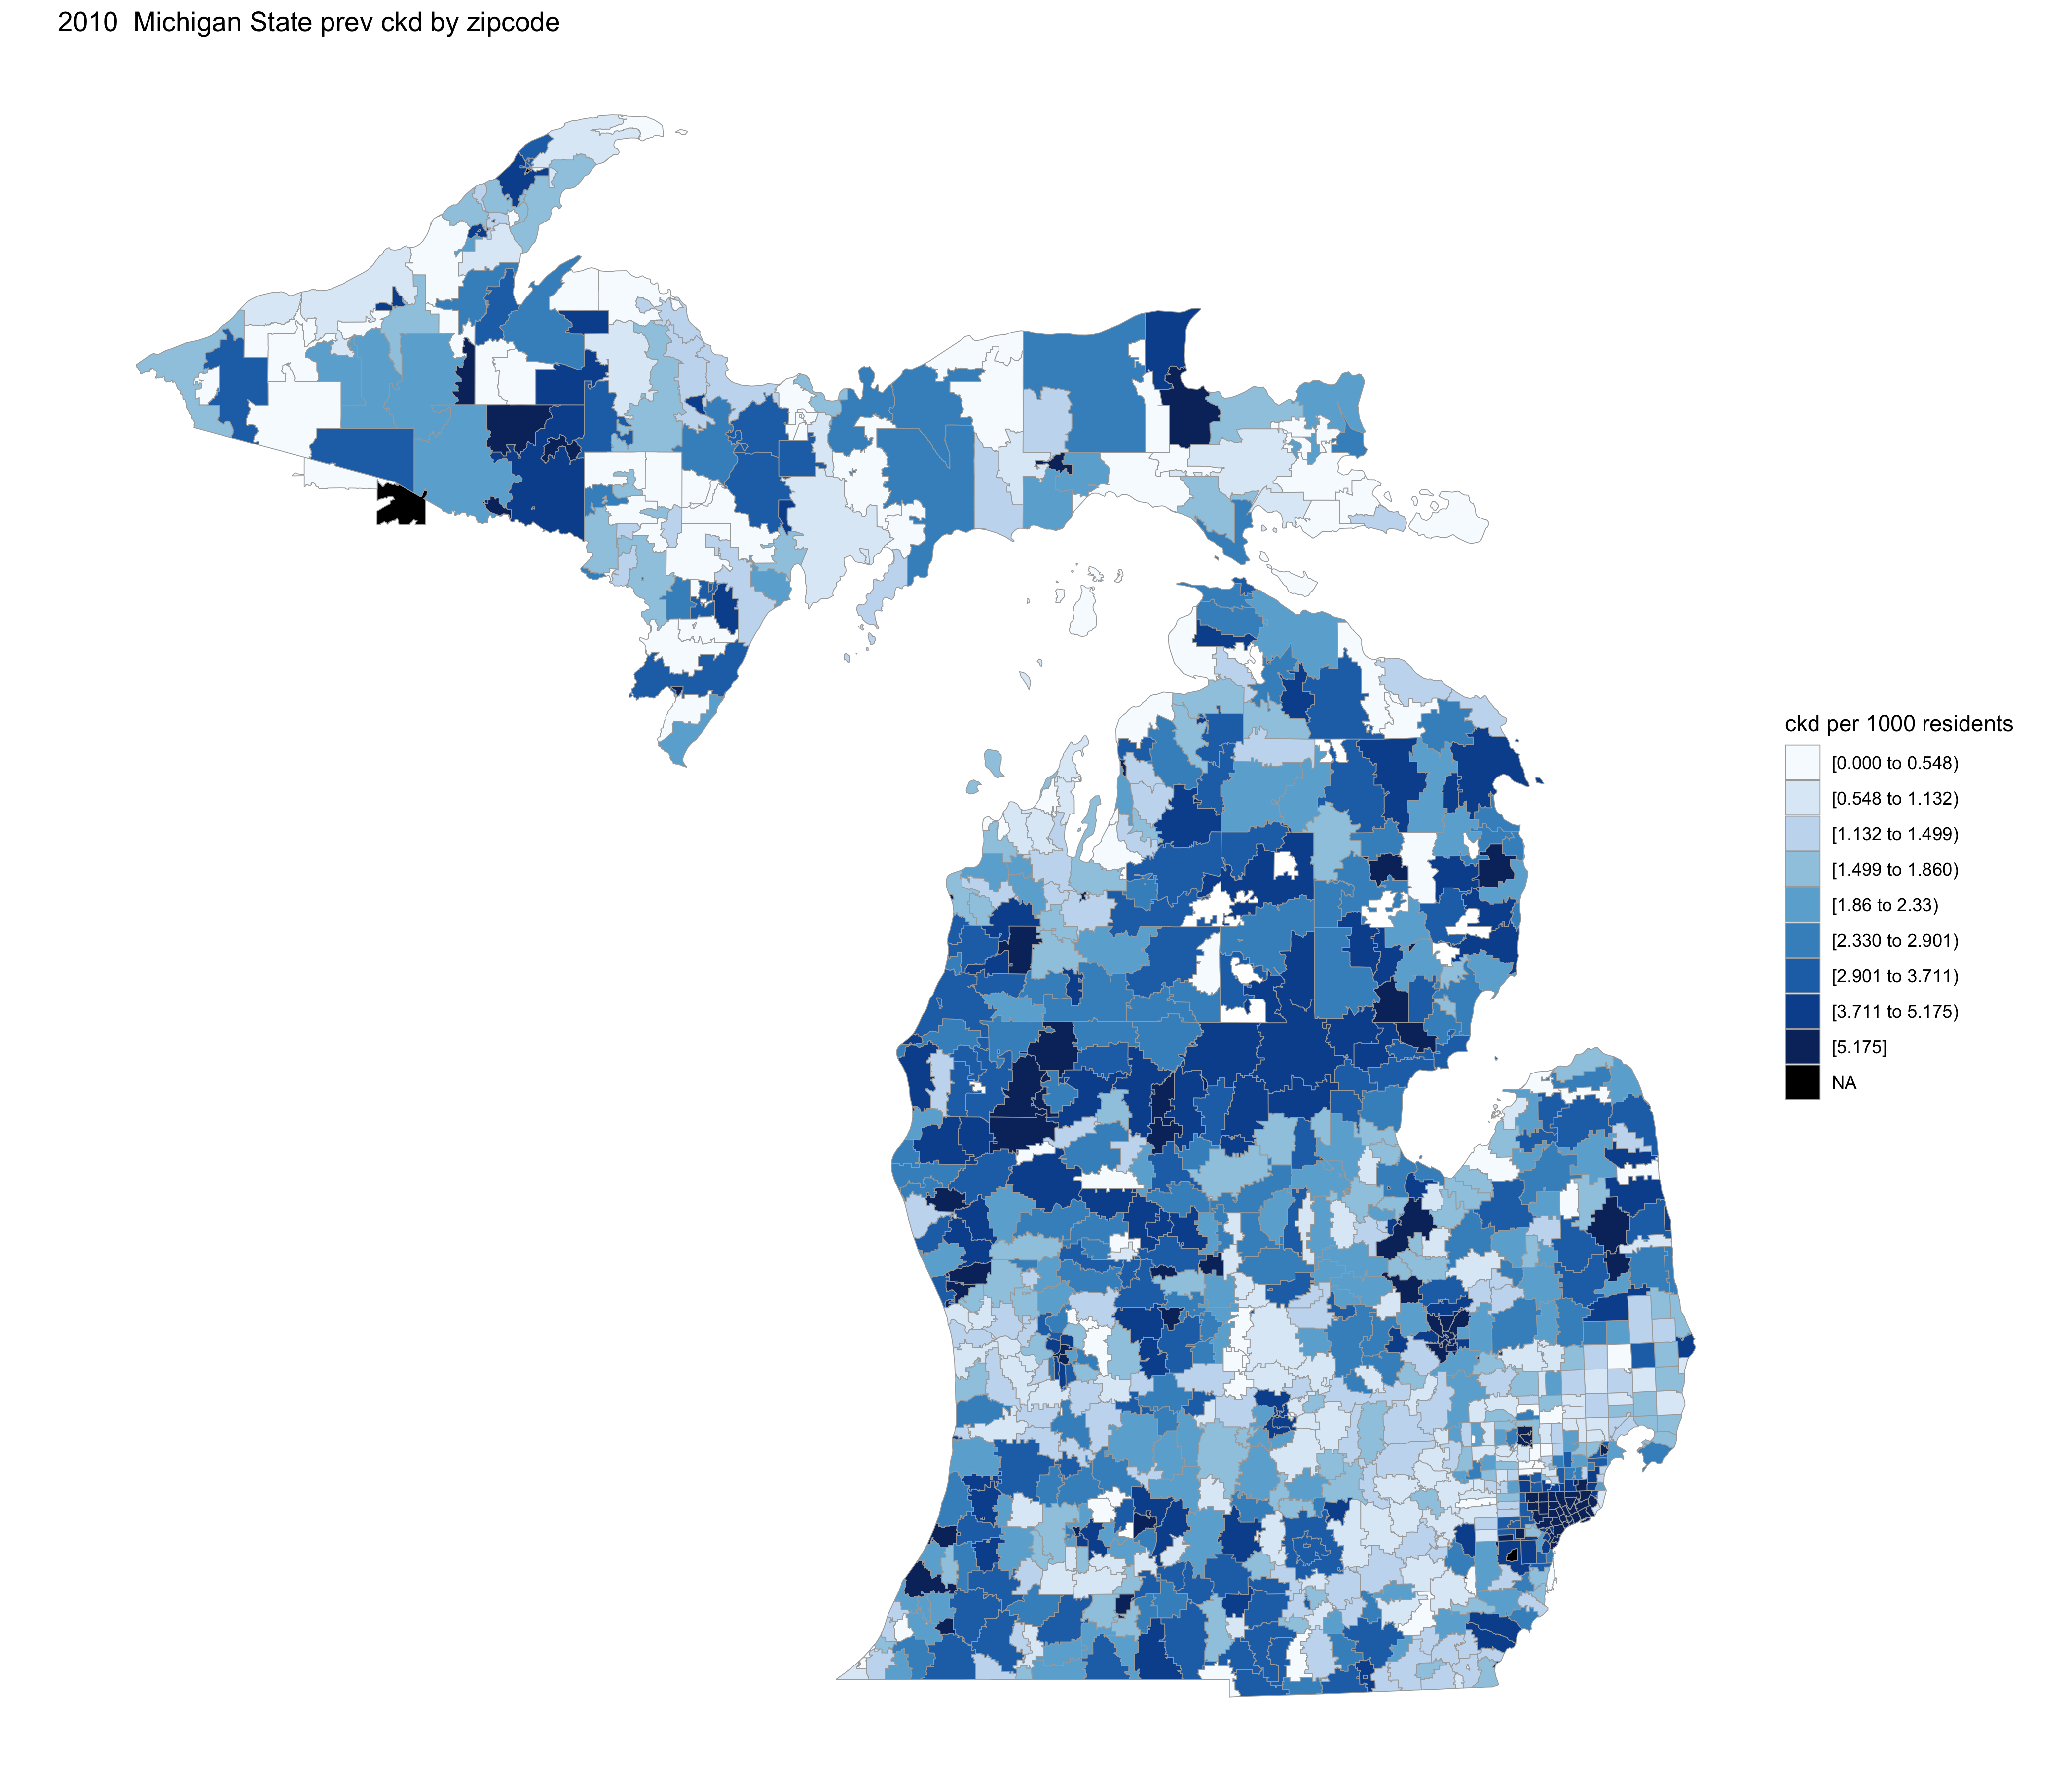 2010  Michigan State prev ckd by zipcode
ckd per 1000 residents
[0.000 to 0.548)
[0.548 to 1.132)
[1.132 to 1.499)
[1.499 to 1.860)
[1.86 to 2.33)
[2.330 to 2.901)
[2.901 to 3.711)
[3.711 to 5.175)
[5.175]
NA